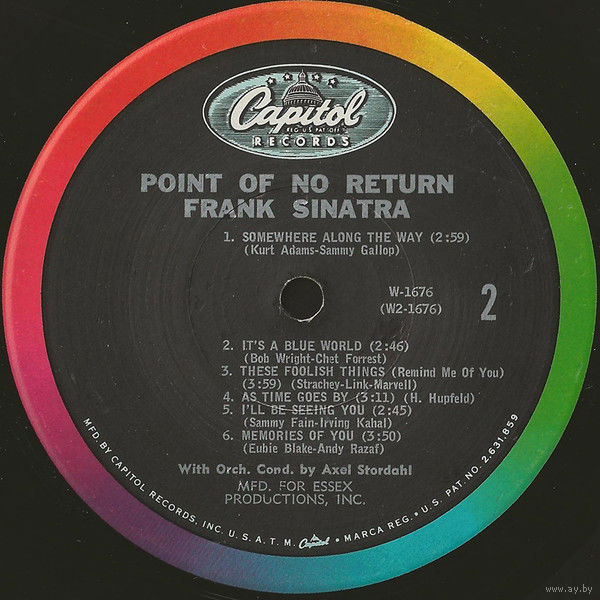 Capitol
REG. U.S. PAT. OFF.
RECORDS
POINT OF NO RETURN
FRANK SINATRA
1. SOMEWHERE ALONG THE WAY (2:59)
(Kurt Adams-Sammy Gallop)
W-1676
(W2-1676)
2
2. IT'S A BLUE WORLD (2:46)
(Bob Wright-Chet Forrest)
3. THESE FOOLISH THINGS (Remind Me Of You)
(3:59) (Strachey-Link-Marvell)
4. AS TIME GOES BY (3:11) (H. Hupfeld)
5. I'LL BE SEEING YOU (2:45)
(Sammy Fain-Irving Kahal)
6. MEMORIES OF YOU (3:50)
(Eubie Blake-Andy Razaf)
With Orch. Cond. by Axel Stordahl
MFD. FOR ESSEX
PRODUCTIONS, INC.
MFD. BY CAPITOL RECORDS, INC. U.S.A. T.M. Capitol • MARCA REG. • U.S. PAT. NO. 2,631,859
www.ay.by